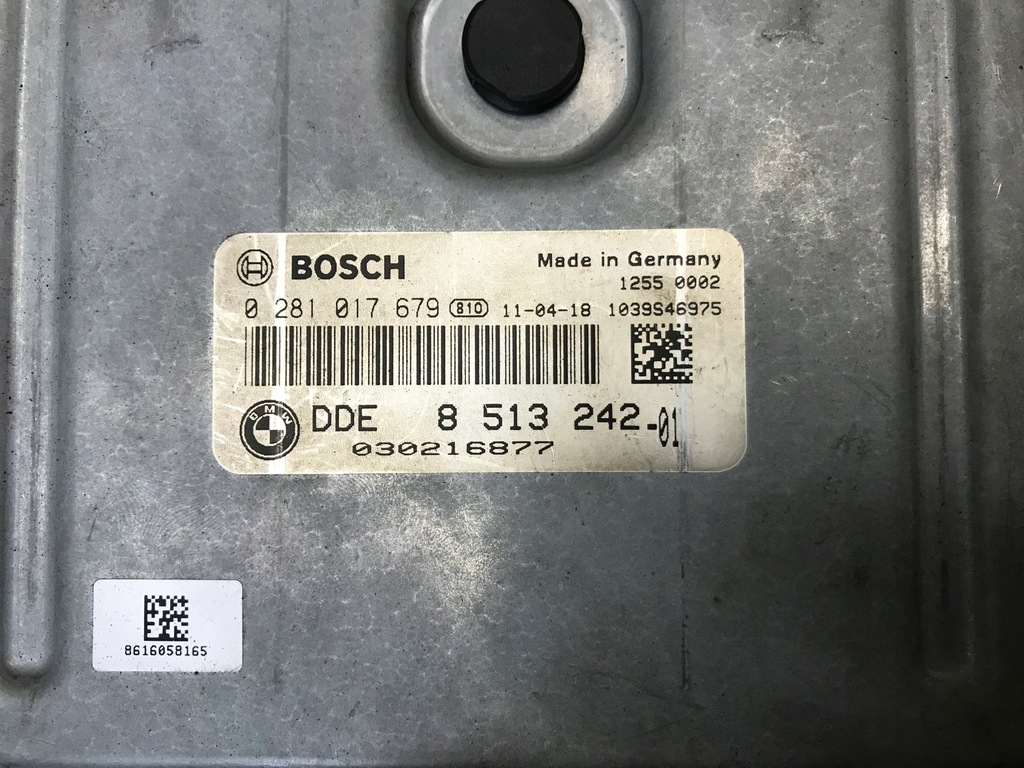 BOSCH Made in Germany
1255 0002
0 281 017 679 810 11-04-18 1039S46975
BMW DDE 8 513 242-01
030216877
8616058165